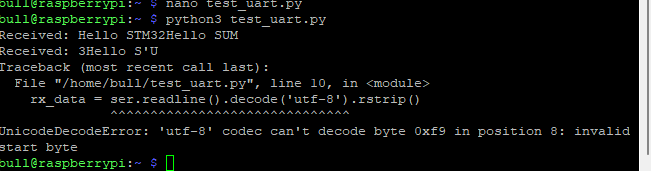 bull@raspberrypi:~ $ nano test_uart.py
bull@raspberrypi:~ $ python3 test_uart.py
Received: Hello STM32Hello SUM
Received: 3Hello S'U
Traceback (most recent call last):
  File "/home/bull/test_uart.py", line 10, in <module>
    rx_data = ser.readline().decode('utf-8').rstrip()
              ^^^^^^^^^^^^^^^^^^^^^^^^^^^^^^
UnicodeDecodeError: 'utf-8' codec can't decode byte 0xf9 in position 8: invalid
start byte
bull@raspberrypi:~ $